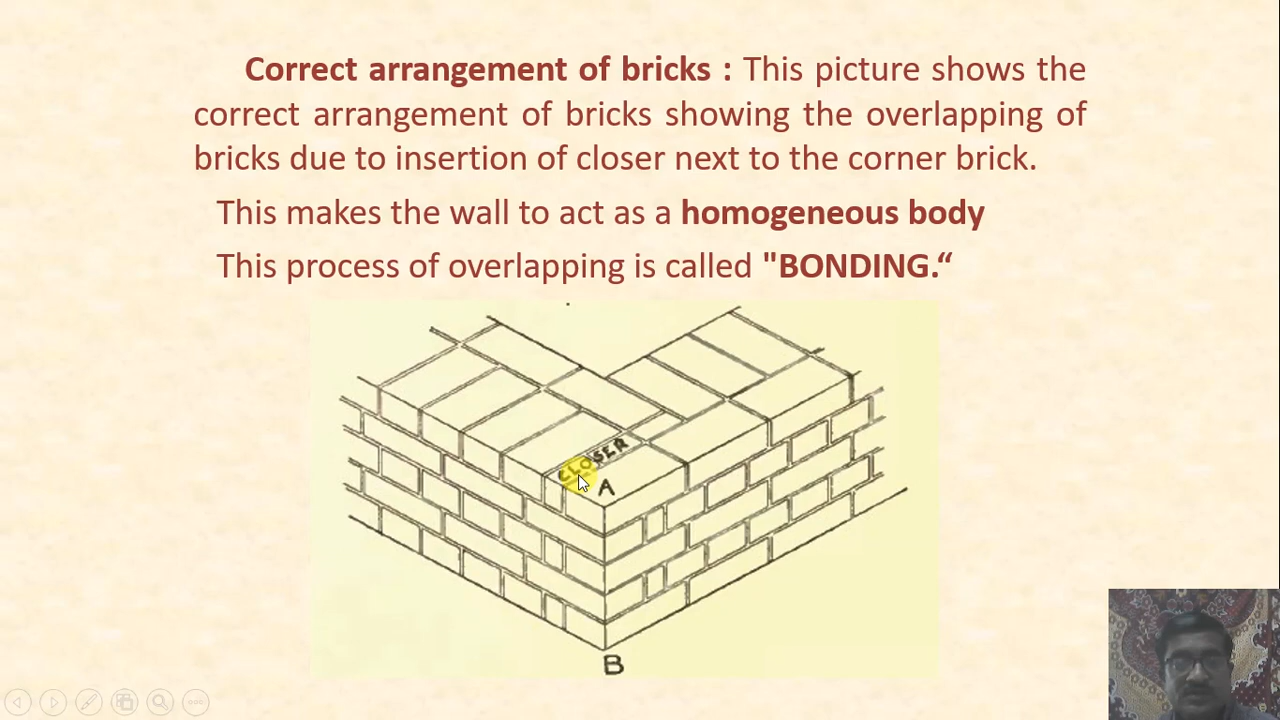 Correct arrangement of bricks : This picture shows the
correct arrangement of bricks showing the overlapping of
bricks due to insertion of closer next to the corner brick.
This makes the wall to act as a homogeneous body
This process of overlapping is called "BONDING.“
CLOSER
A
B